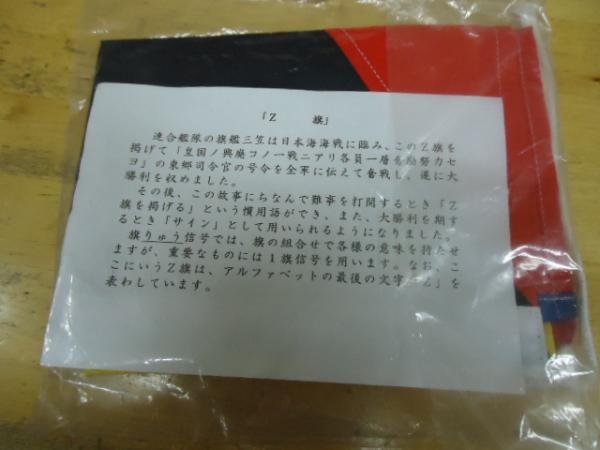 「Z 旗」
連合艦隊の旗艦三笠は日本海海戦に臨み、このZ旗を
掲げて「皇国ノ興廃コノ一戦ニアリ各員一層奮励努力セ
ヨ」の東郷司令官の号令を全軍に伝えて奮戦し、遂に大
勝利を収めました。
その後、この故事にちなんで難事を打開するとき「Z
旗を掲げる」という慣用語ができ、また、大勝利を期す
るとき「サイン」として用いられるようになりました。
旗りゅう信号では、旗の組合せで各様の意味を持たせ
ますが、重要なものには1旗信号を用います。なお、こ
こにいうZ旗は、アルファベットの最後の文字「Z」を
表わしています。